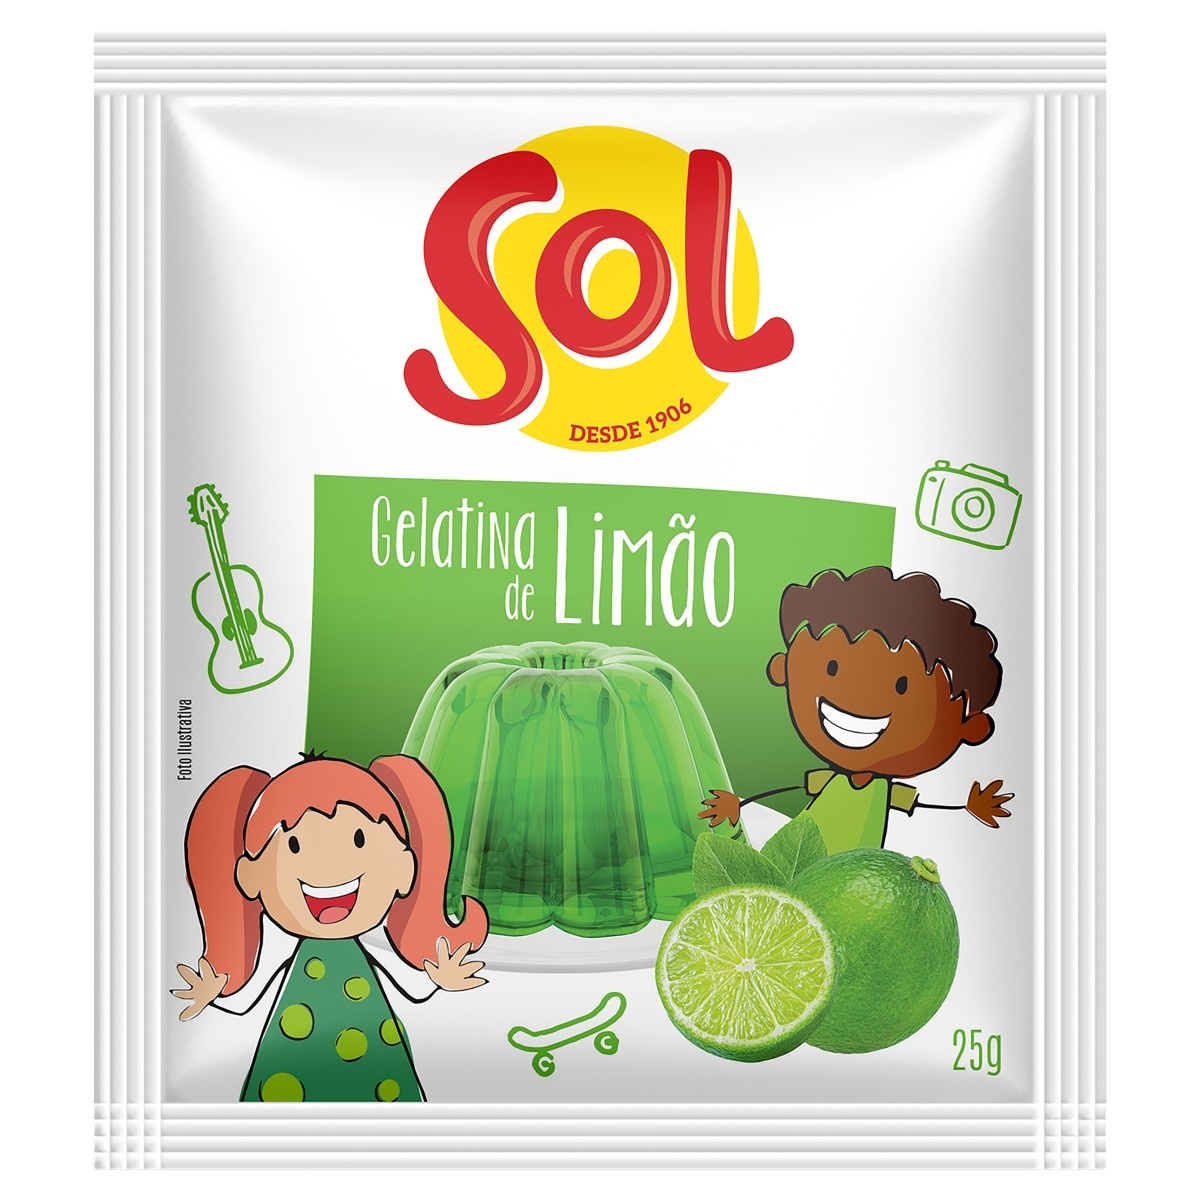 SOL
DESDE 1906
Gelatina
de Limão
Foto Ilustrativa
25g